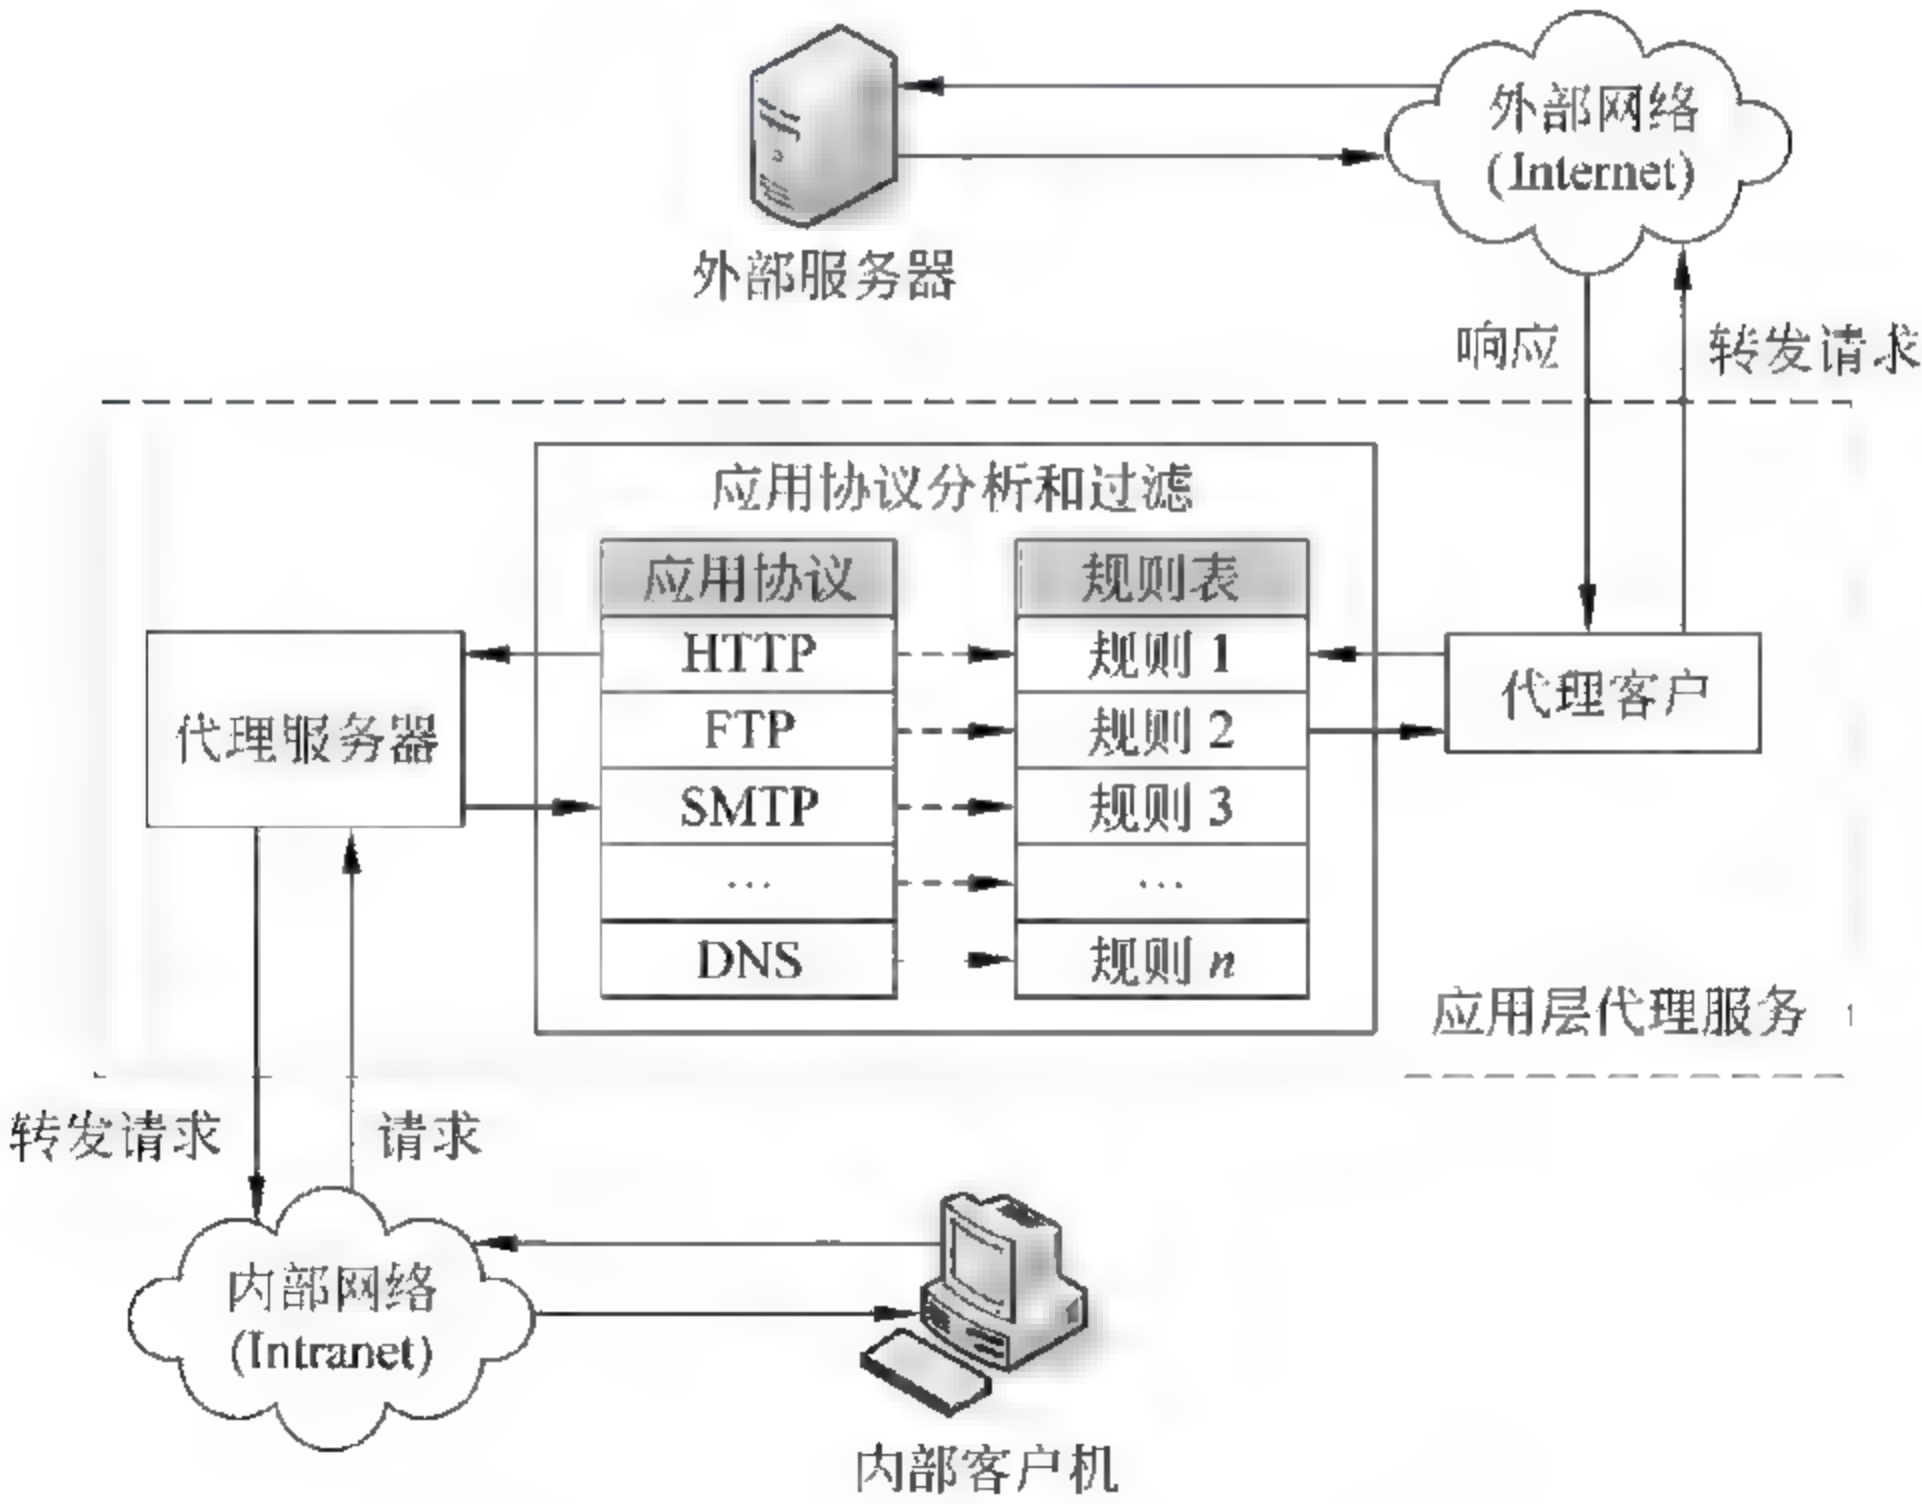 外部网络
(Internet)
外部服务器
响应
转发请求
应用协议分析和过滤
应用协议
规则表
HTTP
规则 1
FTP
规则 2
SMTP
规则 3
…
…
DNS
规则 n
代理服务器
代理客户
应用层代理服务
转发请求
请求
内部网络
(Intranet)
内部客户机